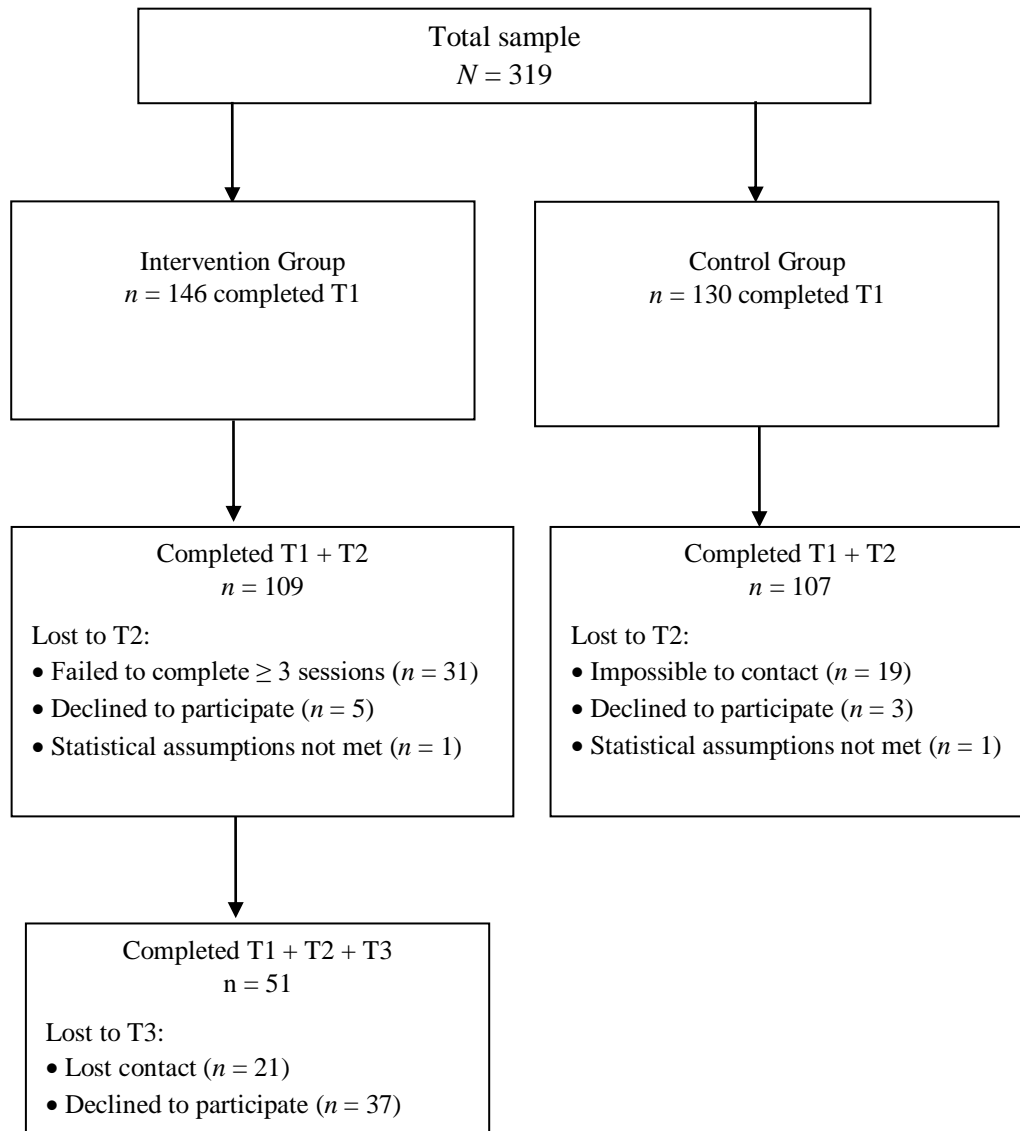 Total sample
N = 319
Intervention Group
n = 146 completed T1
Control Group
n = 130 completed T1
Completed T1 + T2
n = 109
Lost to T2:
• Failed to complete ≥ 3 sessions (n = 31)
• Declined to participate (n = 5)
• Statistical assumptions not met (n = 1)
Completed T1 + T2
n = 107
Lost to T2:
• Impossible to contact (n = 19)
• Declined to participate (n = 3)
• Statistical assumptions not met (n = 1)
Completed T1 + T2 + T3
n = 51
Lost to T3:
• Lost contact (n = 21)
• Declined to participate (n = 37)